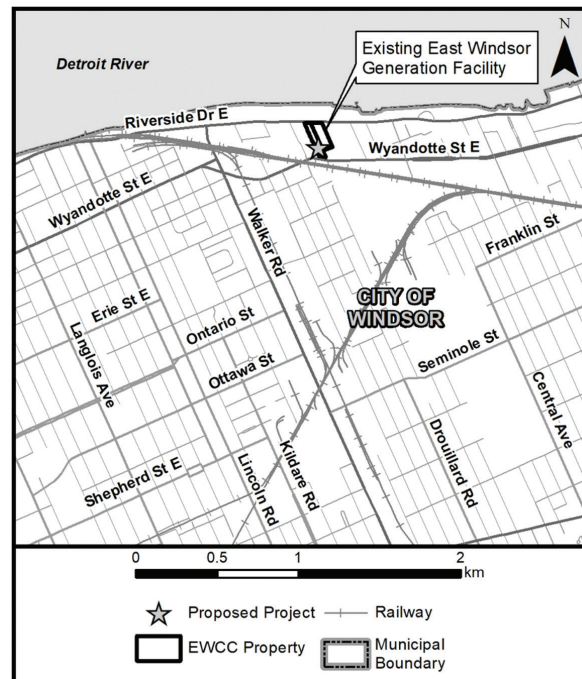 N
Existing East Windsor
Generation Facility
Detroit River
Riverside Dr E
Wyandotte St E
Wyandotte St E
Walker Rd
Franklin St
CITY OF
WINDSOR
Erie St E
Langlois Ave
Ontario St
Ottawa St
Seminole St
Central Ave
Drouillard Rd
Shepherd St E
Lincoln Rd
Kildare Rd
0 0.5 1 2
km
Proposed Project
Railway
EWCC Property
Municipal
Boundary